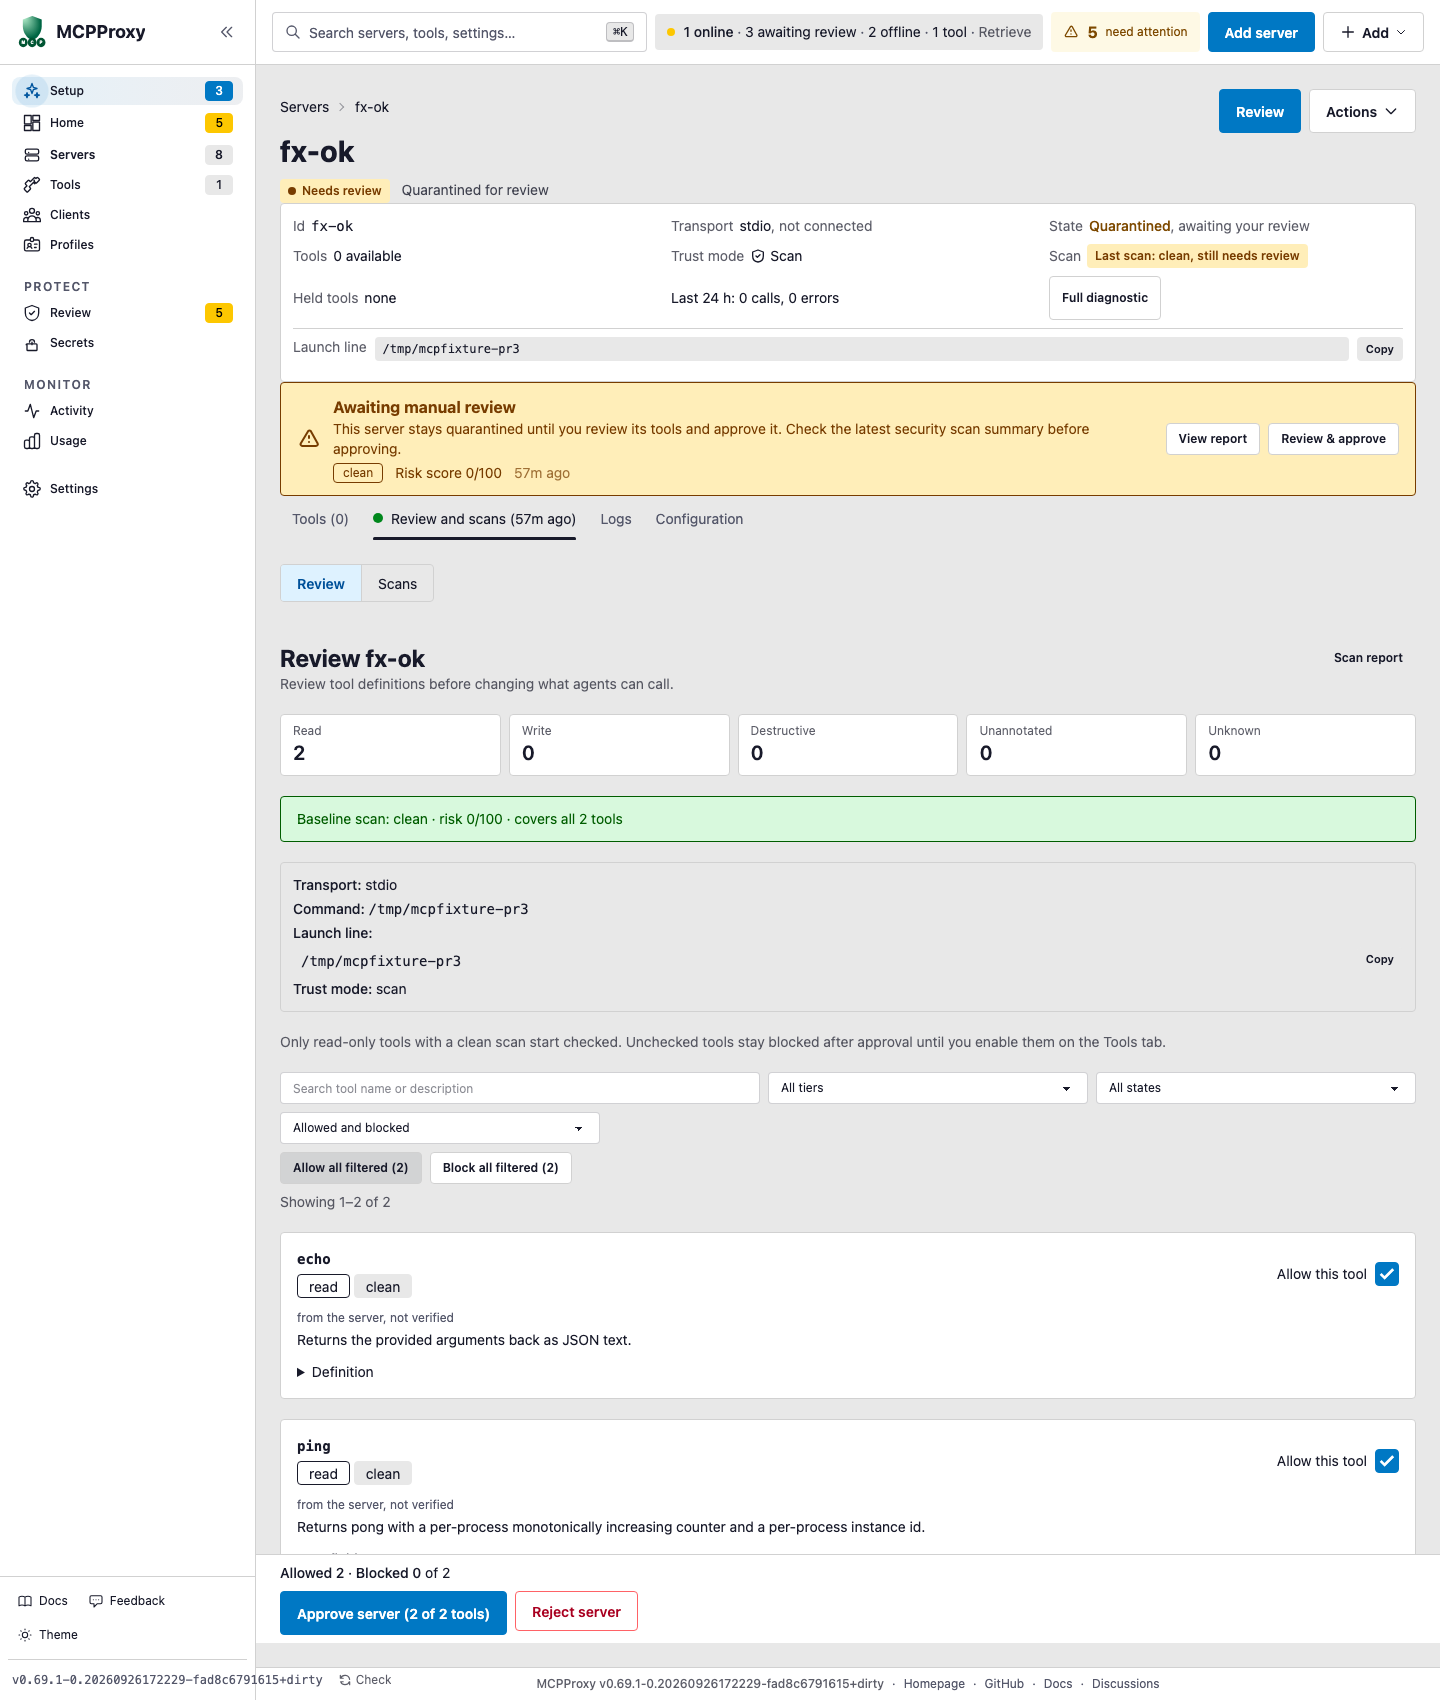 MCPProxy
Search servers, tools, settings...
⌘K
1 online · 3 awaiting review · 2 offline · 1 tool · Retrieve
5 need attention
Add server
Add
Setup 3
Home 5
Servers 8
Tools 1
Clients
Profiles
PROTECT
Review 5
Secrets
MONITOR
Activity
Usage
Settings
Docs
Feedback
Theme
v0.69.1-0.20260926172229-fad8c6791615+dirty
Check
Servers
fx-ok
Review
Actions
fx-ok
Needs review
Quarantined for review
Id fx-ok
Transport stdio, not connected
State Quarantined, awaiting your review
Tools 0 available
Trust mode Scan
Scan Last scan: clean, still needs review
Held tools none
Last 24 h: 0 calls, 0 errors
Full diagnostic
Launch line /tmp/mcpfixture-pr3
Copy
Awaiting manual review
This server stays quarantined until you review its tools and approve it. Check the latest security scan summary before
approving.
clean Risk score 0/100 57m ago
View report
Review & approve
Tools (0)
Review and scans (57m ago)
Logs
Configuration
Review
Scans
Review fx-ok
Scan report
Review tool definitions before changing what agents can call.
Read
2
Write
0
Destructive
0
Unannotated
0
Unknown
0
Baseline scan: clean · risk 0/100 · covers all 2 tools
Transport: stdio
Command: /tmp/mcpfixture-pr3
Launch line:
/tmp/mcpfixture-pr3
Copy
Trust mode: scan
Only read-only tools with a clean scan start checked. Unchecked tools stay blocked after approval until you enable them on the Tools tab.
Search tool name or description
All tiers
All states
Allowed and blocked
Allow all filtered (2)
Block all filtered (2)
Showing 1–2 of 2
echo
read clean
Allow this tool
from the server, not verified
Returns the provided arguments back as JSON text.
Definition
ping
read clean
Allow this tool
from the server, not verified
Returns pong with a per-process monotonically increasing counter and a per-process instance id.
Allowed 2 · Blocked 0 of 2
Approve server (2 of 2 tools)
Reject server
MCPProxy v0.69.1-0.20260926172229-fad8c6791615+dirty · Homepage · GitHub · Docs · Discussions